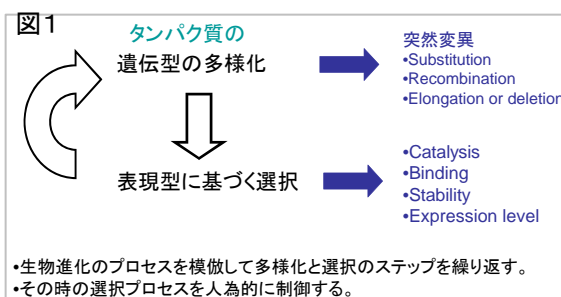 図1
タンパク質の
遺伝型の多様化
突然変異
•Substitution
•Recombination
•Elongation or deletion
表現型に基づく選択
•Catalysis
•Binding
•Stability
•Expression level
•生物進化のプロセスを模倣して多様化と選択のステップを繰り返す。
•その時の選択プロセスを人為的に制御する。